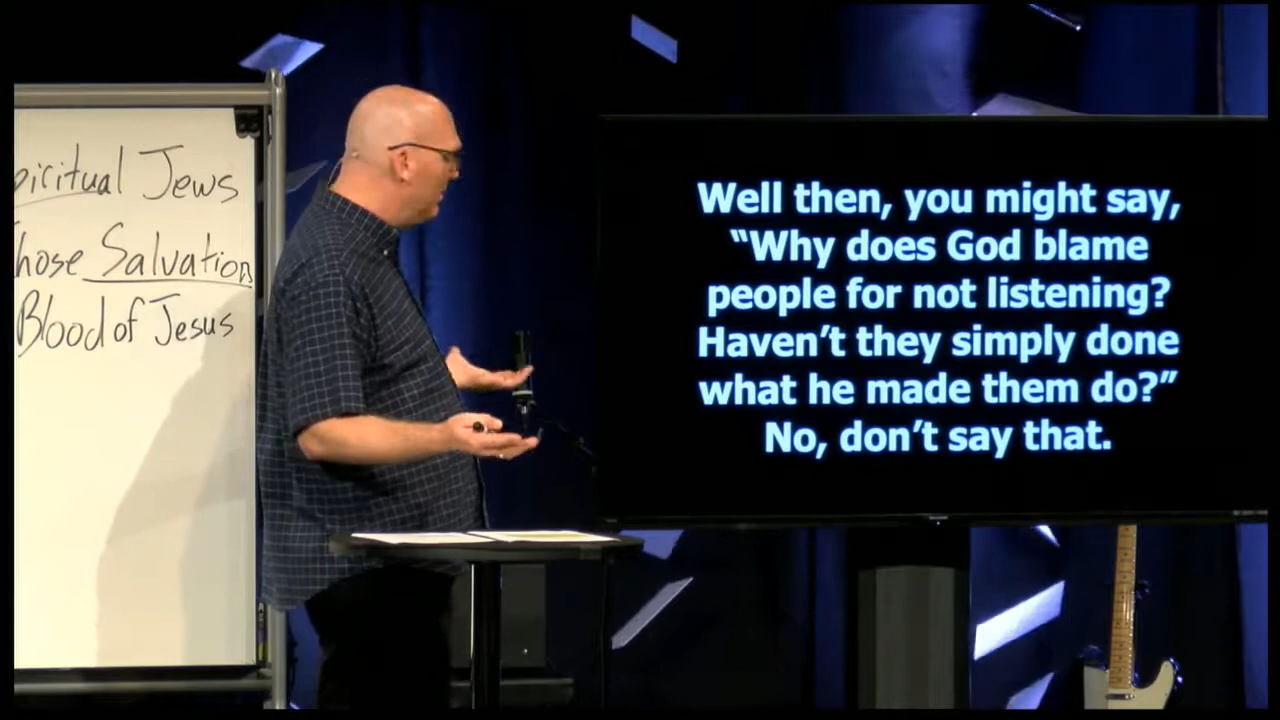 piritual Jews
hose Salvation
Blood of Jesus
Well then, you might say,
“Why does God blame
people for not listening?
Haven’t they simply done
what he made them do?”
No, don’t say that.